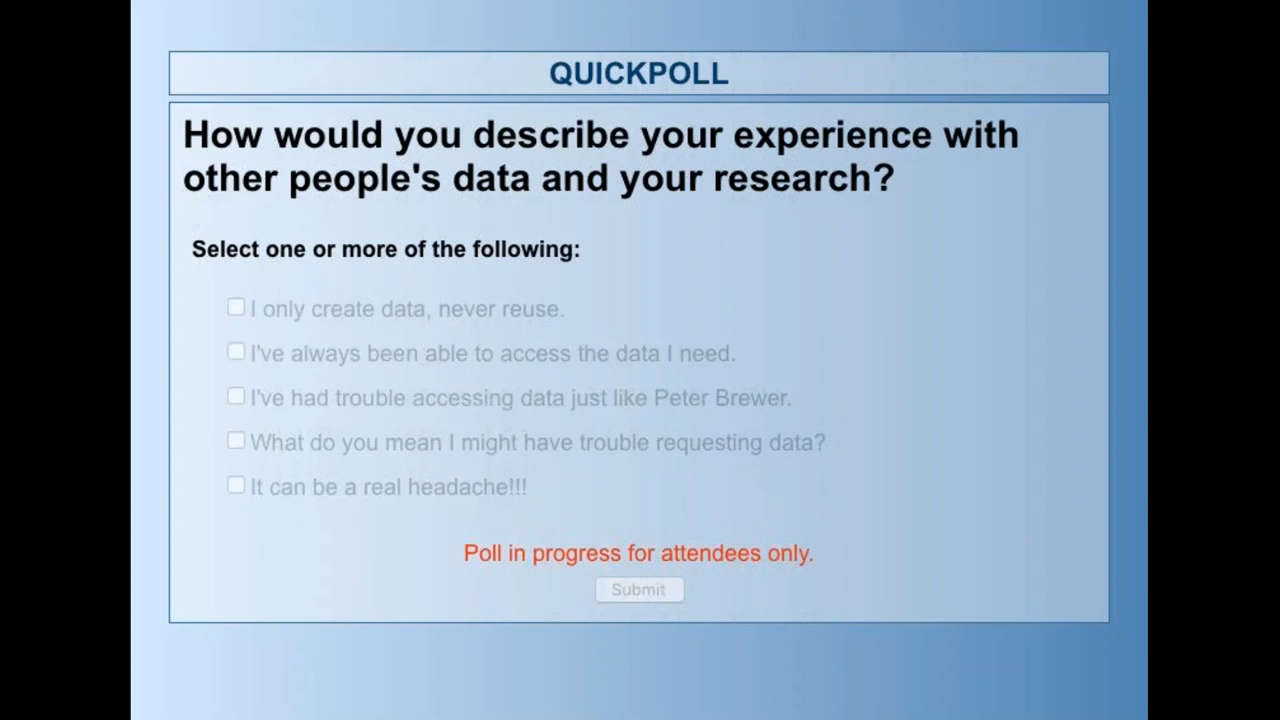 QUICKPOLL
How would you describe your experience with
other people's data and your research?
Select one or more of the following:
I only create data, never reuse.
I've always been able to access the data I need.
I've had trouble accessing data just like Peter Brewer.
What do you mean I might have trouble requesting data?
It can be a real headache!!!
Poll in progress for attendees only.
Submit